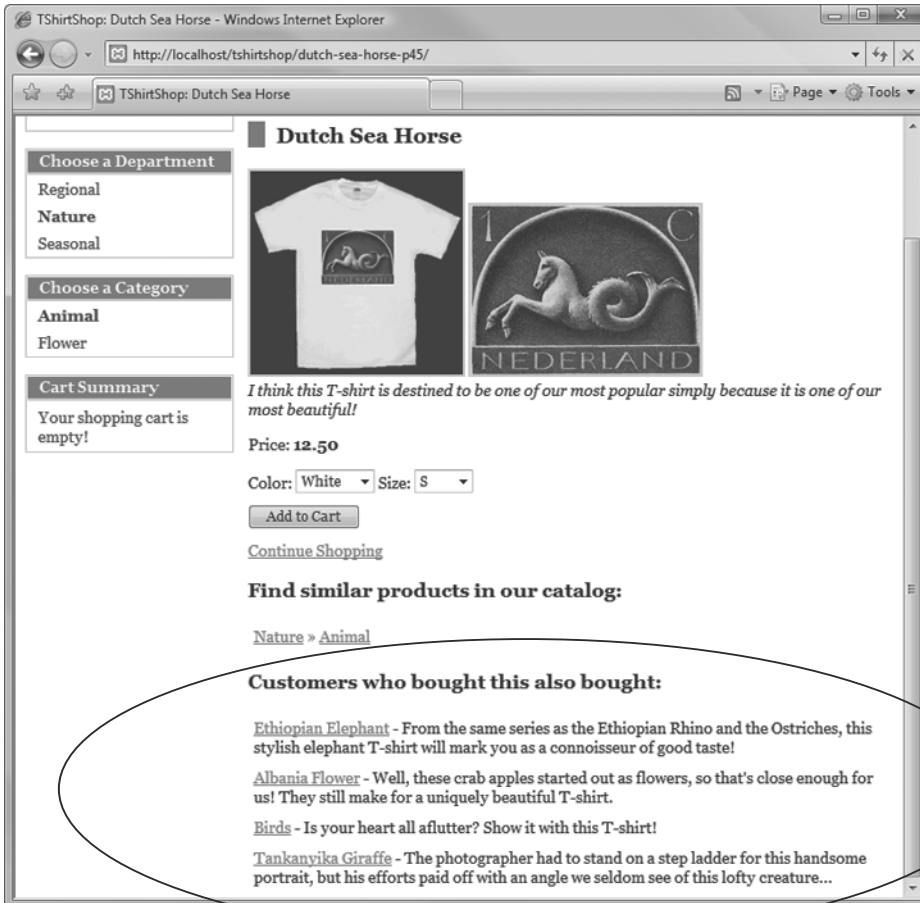 TShirtShop: Dutch Sea Horse - Windows Internet Explorer
http://localhost/tshirtshop/dutch-sea-horse-p45/
TShirtShop: Dutch Sea Horse
Page
Tools
Choose a Department
Regional
Nature
Seasonal
Choose a Category
Animal
Flower
Cart Summary
Your shopping cart is
empty!
Dutch Sea Horse
NEDERLAND
1 C
NEDERLAND
I think this T-shirt is destined to be one of our most popular simply because it is one of our
most beautiful!
Price: 12.50
Color: White Size: S
Add to Cart
Continue Shopping
Find similar products in our catalog:
Nature » Animal
Customers who bought this also bought:
Ethiopian Elephant - From the same series as the Ethiopian Rhino and the Ostriches, this
stylish elephant T-shirt will mark you as a connoisseur of good taste!
Albania Flower - Well, these crab apples started out as flowers, so that's close enough for
us! They still make for a uniquely beautiful T-shirt.
Birds - Is your heart all aflutter? Show it with this T-shirt!
Tankanyika Giraffe - The photographer had to stand on a step ladder for this handsome
portrait, but his efforts paid off with an angle we seldom see of this lofty creature...